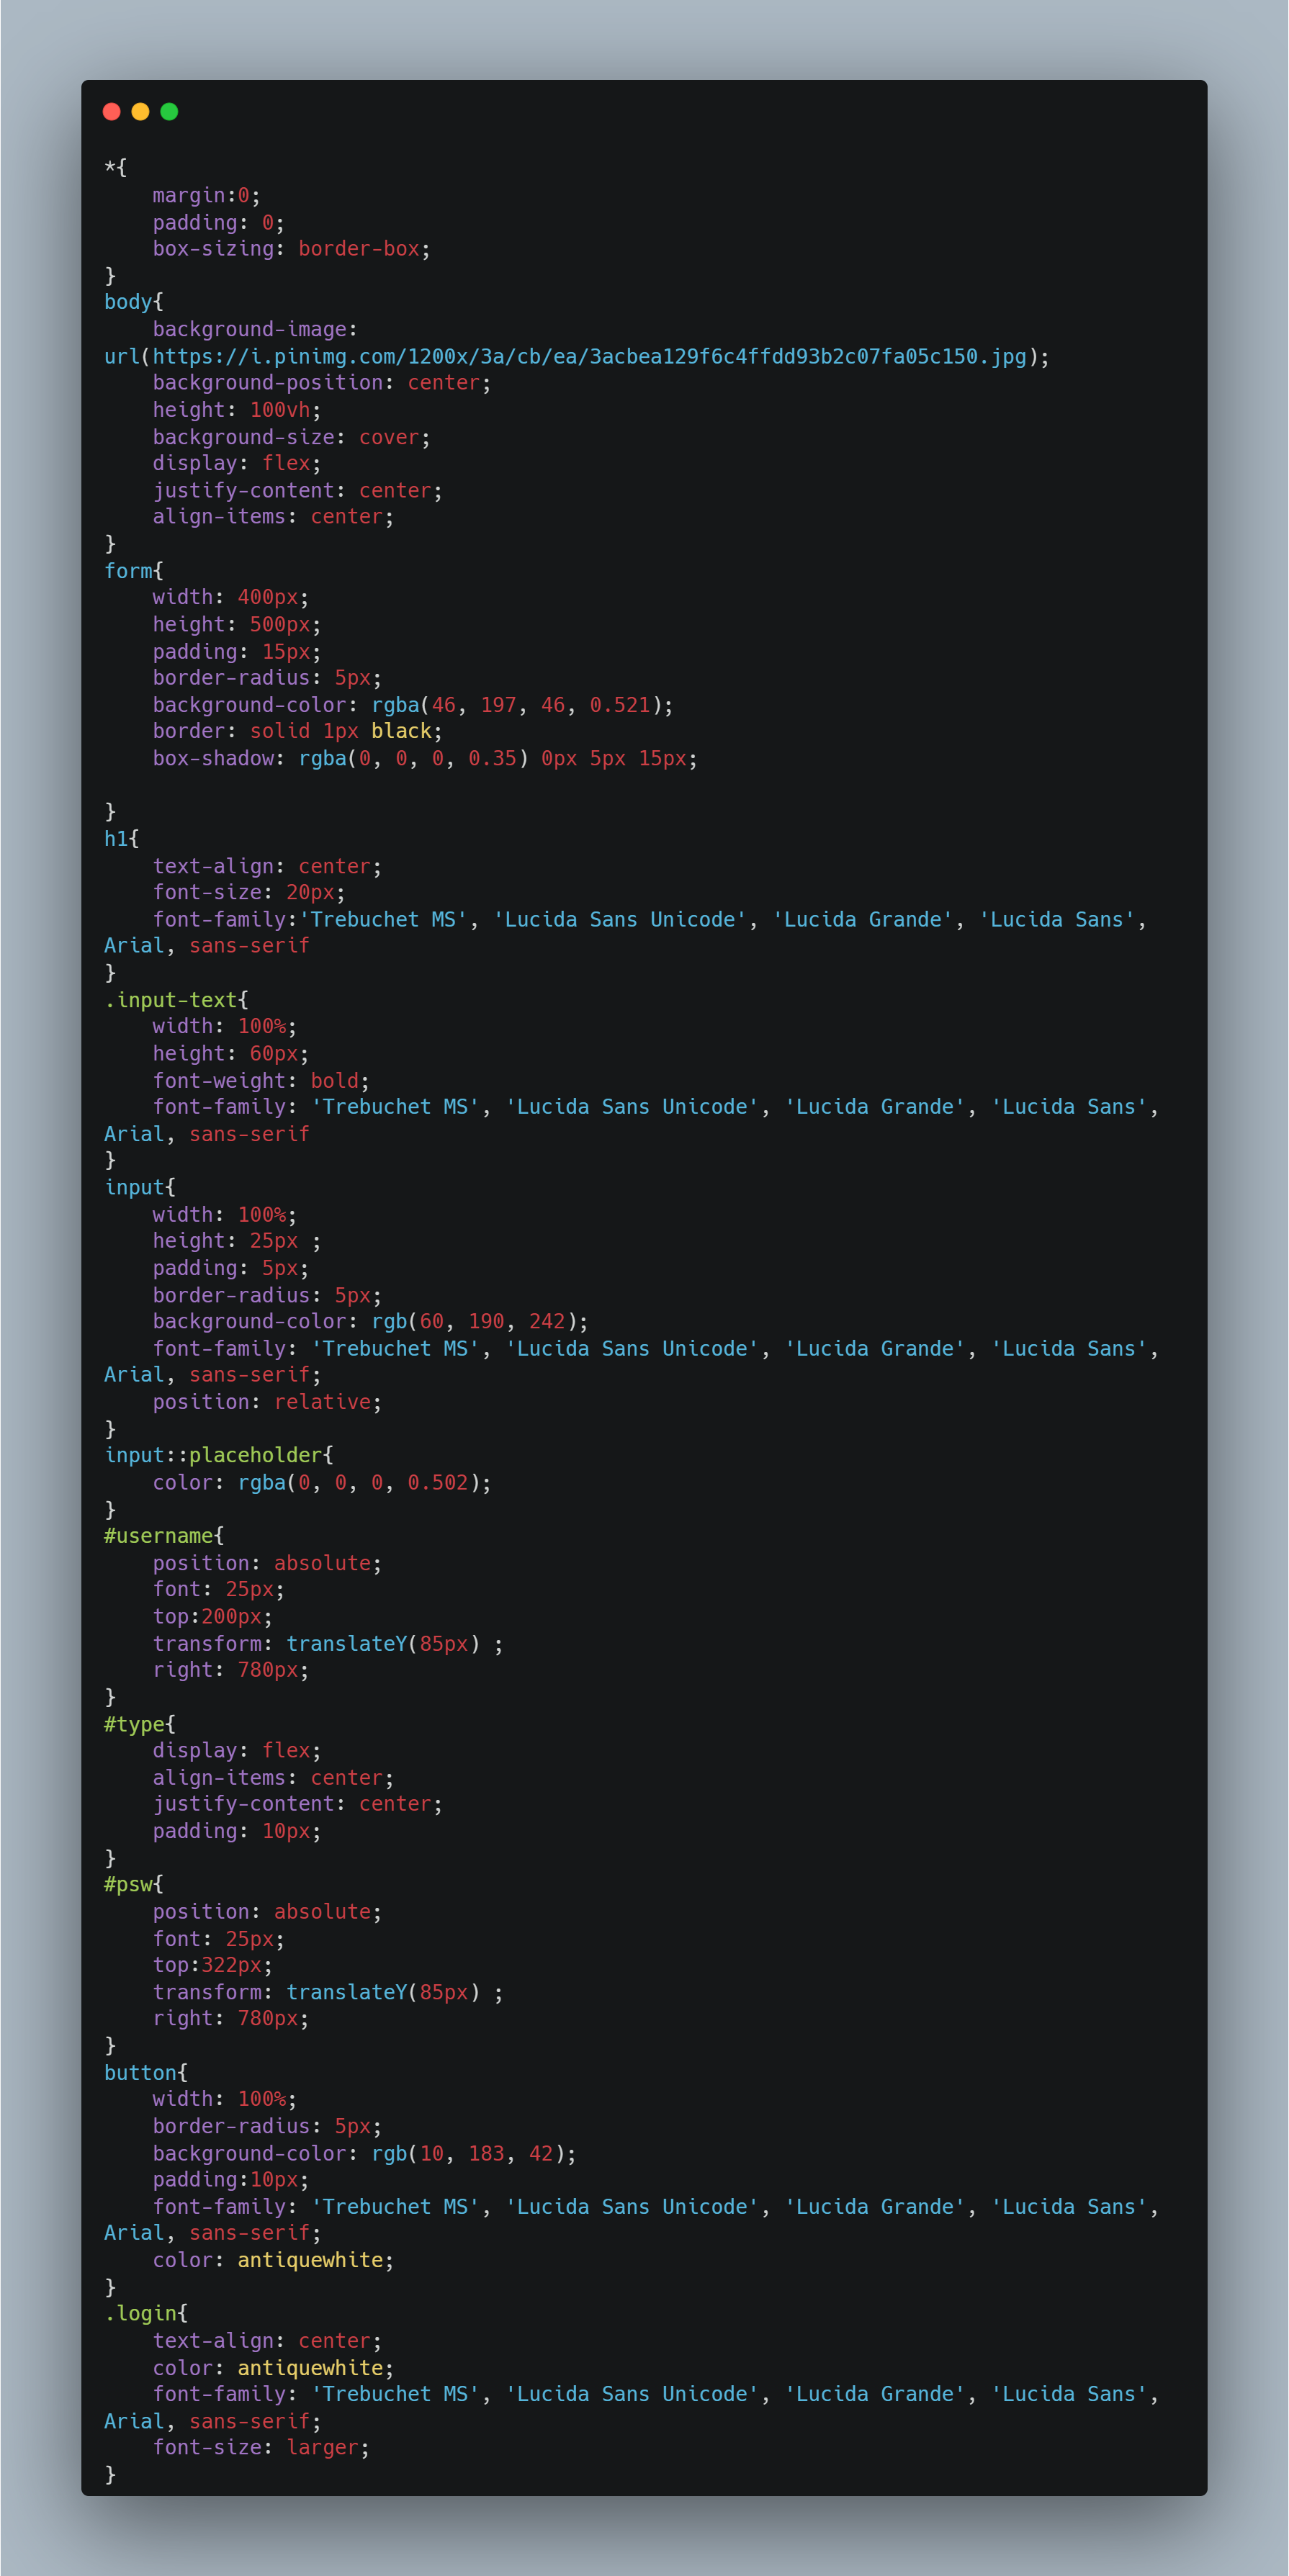 *{
    margin:0;
    padding: 0;
    box-sizing: border-box;
}
body{
    background-image:
url(https://i.pinimg.com/1200x/3a/cb/ea/3acbea129f6c4ffdd93b2c07fa05c150.jpg);
    background-position: center;
    height: 100vh;
    background-size: cover;
    display: flex;
    justify-content: center;
    align-items: center;
}
form{
    width: 400px;
    height: 500px;
    padding: 15px;
    border-radius: 5px;
    background-color: rgba(46, 197, 46, 0.521);
    border: solid 1px black;
    box-shadow: rgba(0, 0, 0, 0.35) 0px 5px 15px;

}
h1{
    text-align: center;
    font-size: 20px;
    font-family:'Trebuchet MS', 'Lucida Sans Unicode', 'Lucida Grande', 'Lucida Sans',
Arial, sans-serif
}
.input-text{
    width: 100%;
    height: 60px;
    font-weight: bold;
    font-family: 'Trebuchet MS', 'Lucida Sans Unicode', 'Lucida Grande', 'Lucida Sans',
Arial, sans-serif
}
input{
    width: 100%;
    height: 25px ;
    padding: 5px;
    border-radius: 5px;
    background-color: rgb(60, 190, 242);
    font-family: 'Trebuchet MS', 'Lucida Sans Unicode', 'Lucida Grande', 'Lucida Sans',
Arial, sans-serif;
    position: relative;
}
input::placeholder{
    color: rgba(0, 0, 0, 0.502);
}
#username{
    position: absolute;
    font: 25px;
    top:200px;
    transform: translateY(85px) ;
    right: 780px;
}
#type{
    display: flex;
    align-items: center;
    justify-content: center;
    padding: 10px;
}
#psw{
    position: absolute;
    font: 25px;
    top:322px;
    transform: translateY(85px) ;
    right: 780px;
}
button{
    width: 100%;
    border-radius: 5px;
    background-color: rgb(10, 183, 42);
    padding:10px;
    font-family: 'Trebuchet MS', 'Lucida Sans Unicode', 'Lucida Grande', 'Lucida Sans',
Arial, sans-serif;
    color: antiquewhite;
}
.login{
    text-align: center;
    color: antiquewhite;
    font-family: 'Trebuchet MS', 'Lucida Sans Unicode', 'Lucida Grande', 'Lucida Sans',
Arial, sans-serif;
    font-size: larger;
}